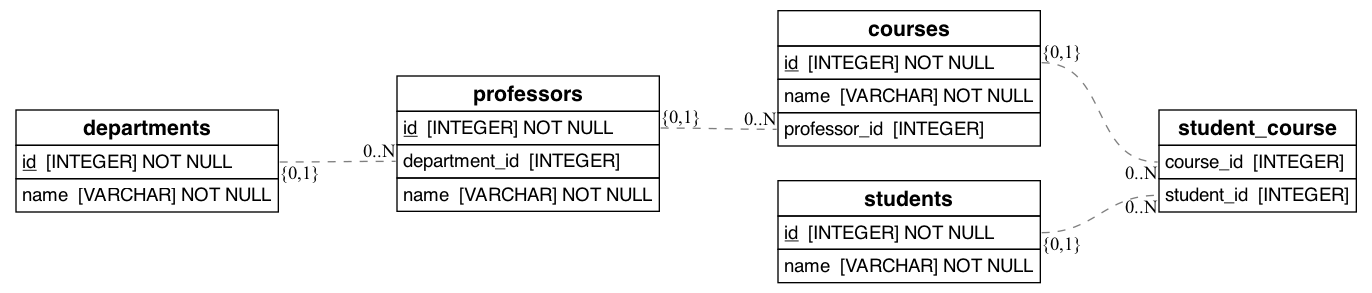 departments
id [INTEGER] NOT NULL
name [VARCHAR] NOT NULL
{0,1}
0..N
professors
id [INTEGER] NOT NULL
department_id [INTEGER]
name [VARCHAR] NOT NULL
{0,1}
0..N
courses
id [INTEGER] NOT NULL
name [VARCHAR] NOT NULL
professor_id [INTEGER]
{0,1}
0..N
students
id [INTEGER] NOT NULL
name [VARCHAR] NOT NULL
{0,1}
0..N
student_course
course_id [INTEGER]
student_id [INTEGER]